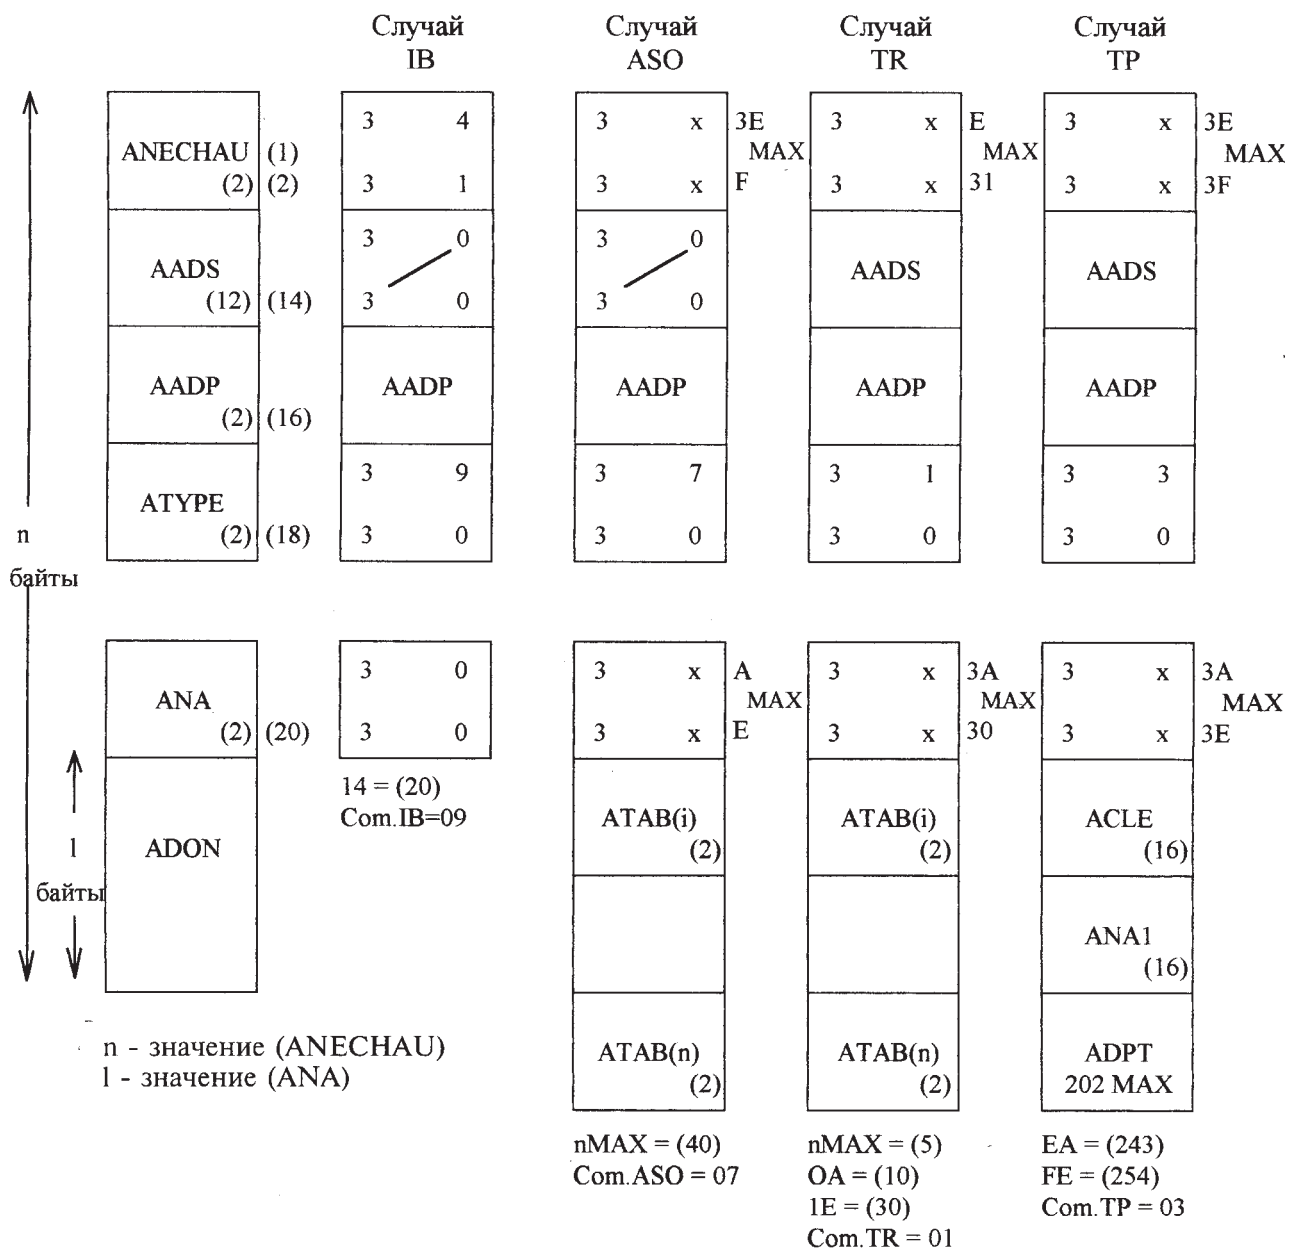 Случай Случай Случай Случай
IB ASO TR TP
3 4 3 x 3E 3 x E 3 x 3E
ANECHAU (1) MAX MAX MAX
(2) (2) 3 1 3 x F 3 x 31 3 x 3F
3 0 3 0
AADS AADS AADS
(12) (14) 3 0 3 0
AADP AADP AADP AADP AADP
(2) (16)
3 9 3 7 3 1 3 3
ATYPE
(2) (18) 3 0 3 0 3 0 3 0
n
байты
3 0 3 x A 3 x 3A 3 x 3A
ANA MAX MAX MAX
(2) (20) 3 0 3 x E 3 x 30 3 x 3E
14 = (20)
Com.IB=09
ATAB(i) ATAB(i) ACLE
1 ADON (2) (2) (16)
байты
ANA1
(16)
n - значение (ANECHAU)
1 - значение (ANA)
ATAB(n) ATAB(n) ADPT
(2) (2) 202 MAX
nMAX = (40) nMAX = (5) EA = (243)
Com.ASO = 07 OA = (10) FE = (254)
1E = (30) Com.TP = 03
Com.TR = 01